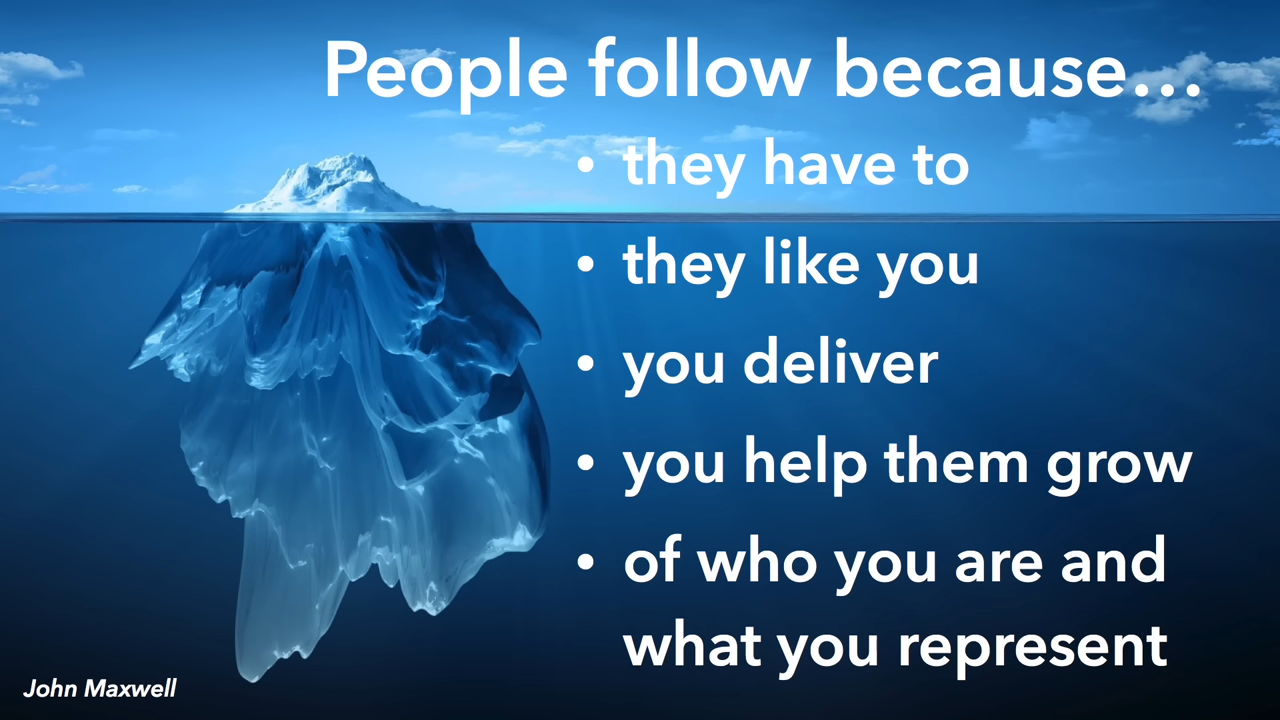 People follow because...
• they have to
• they like you
• you deliver
• you help them grow
• of who you are and
what you represent
John Maxwell